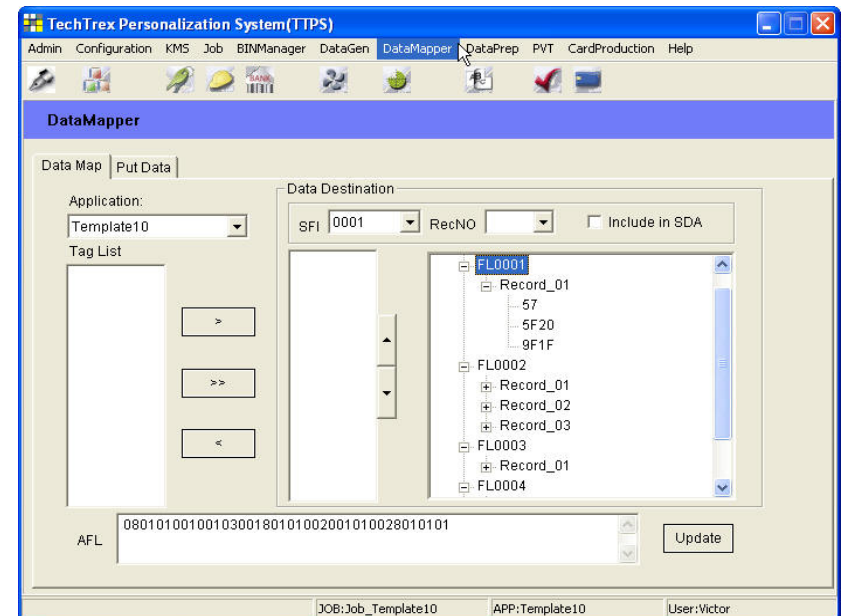 TechTrex Personalization System(TTPS)
Admin Configuration KMS Job BINManager DataGen DataMapper DataPrep PVT CardProduction Help
BANK
DataMapper
Data Map Put Data
Data Destination
Application:
Template10
SFI 0001 RecNO Include in SDA
Tag List
FL0001
Record_01
57
5F20
9F1F
FL0002
Record_01
Record_02
Record_03
FL0003
Record_01
FL0004
>
>>
<
AFL 0801010010010300180101002001010028010101 Update
JOB:Job_Template10 APP:Template10 User:Victor